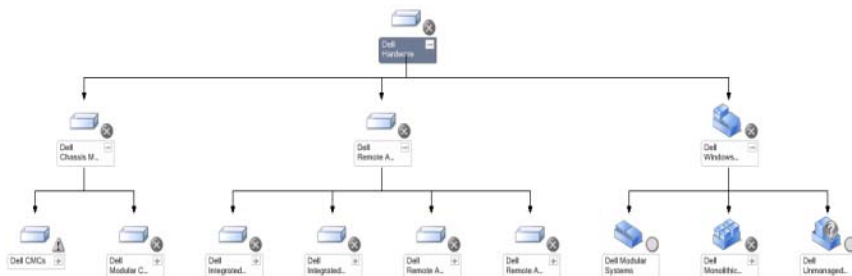 Dell
Hardware
Dell
Chassis M...
Dell
Remote A...
Dell
Windows...
Dell CMCs
Dell
Modular C...
Dell
Integrated...
Dell
Integrated...
Dell
Remote A...
Dell
Remote A...
Dell Modular
Systems
Dell
Monolithic...
Dell
Unmanaged...